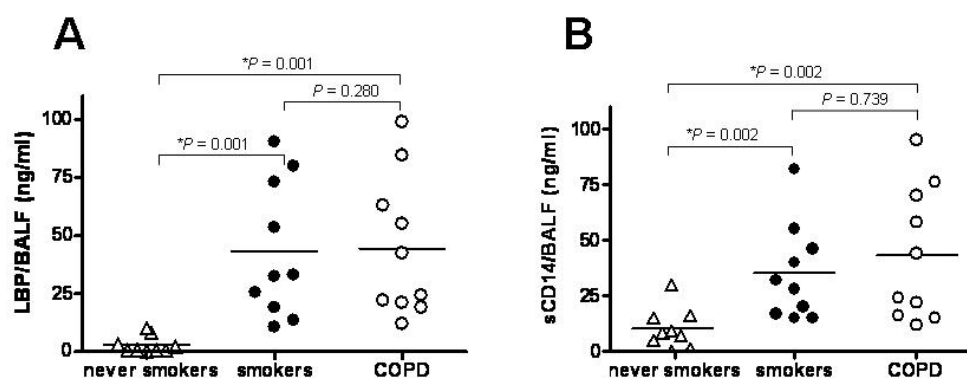 A
*P = 0.001
P = 0.280
*P = 0.001
LBP/BALF (ng/ml)
100
75
50
25
0
never smokers smokers COPD
B
*P = 0.002
P = 0.739
*P = 0.002
sCD14/BALF (ng/ml)
100
75
50
25
0
never smokers smokers COPD